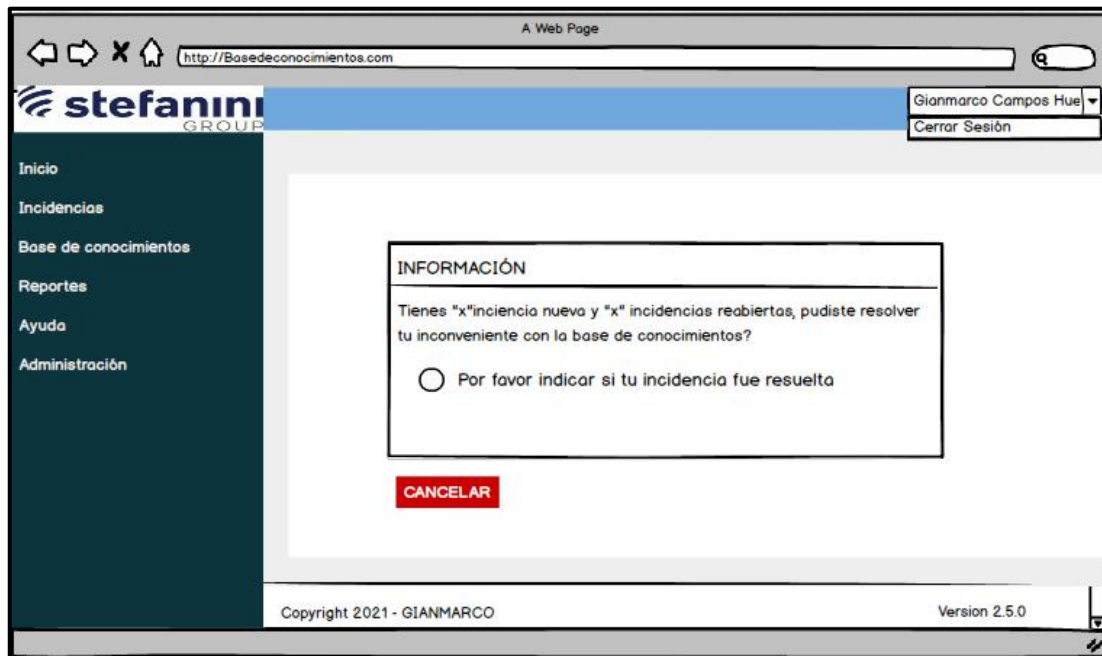 A Web Page
http://Basedeconocimientos.com
stefanini
GROUP
Gianmarco Campos Hue
Cerrar Sesión
Inicio
Incidencias
Base de conocimientos
Reportes
Ayuda
Administración
INFORMACIÓN
Tienes "x"inciencia nueva y "x" incidencias reabiertas, pudiste resolver
tu inconveniente con la base de conocimientos?
Por favor indicar si tu incidencia fue resuelta
CANCELAR
Copyright 2021 - GIANMARCO
Version 2.5.0